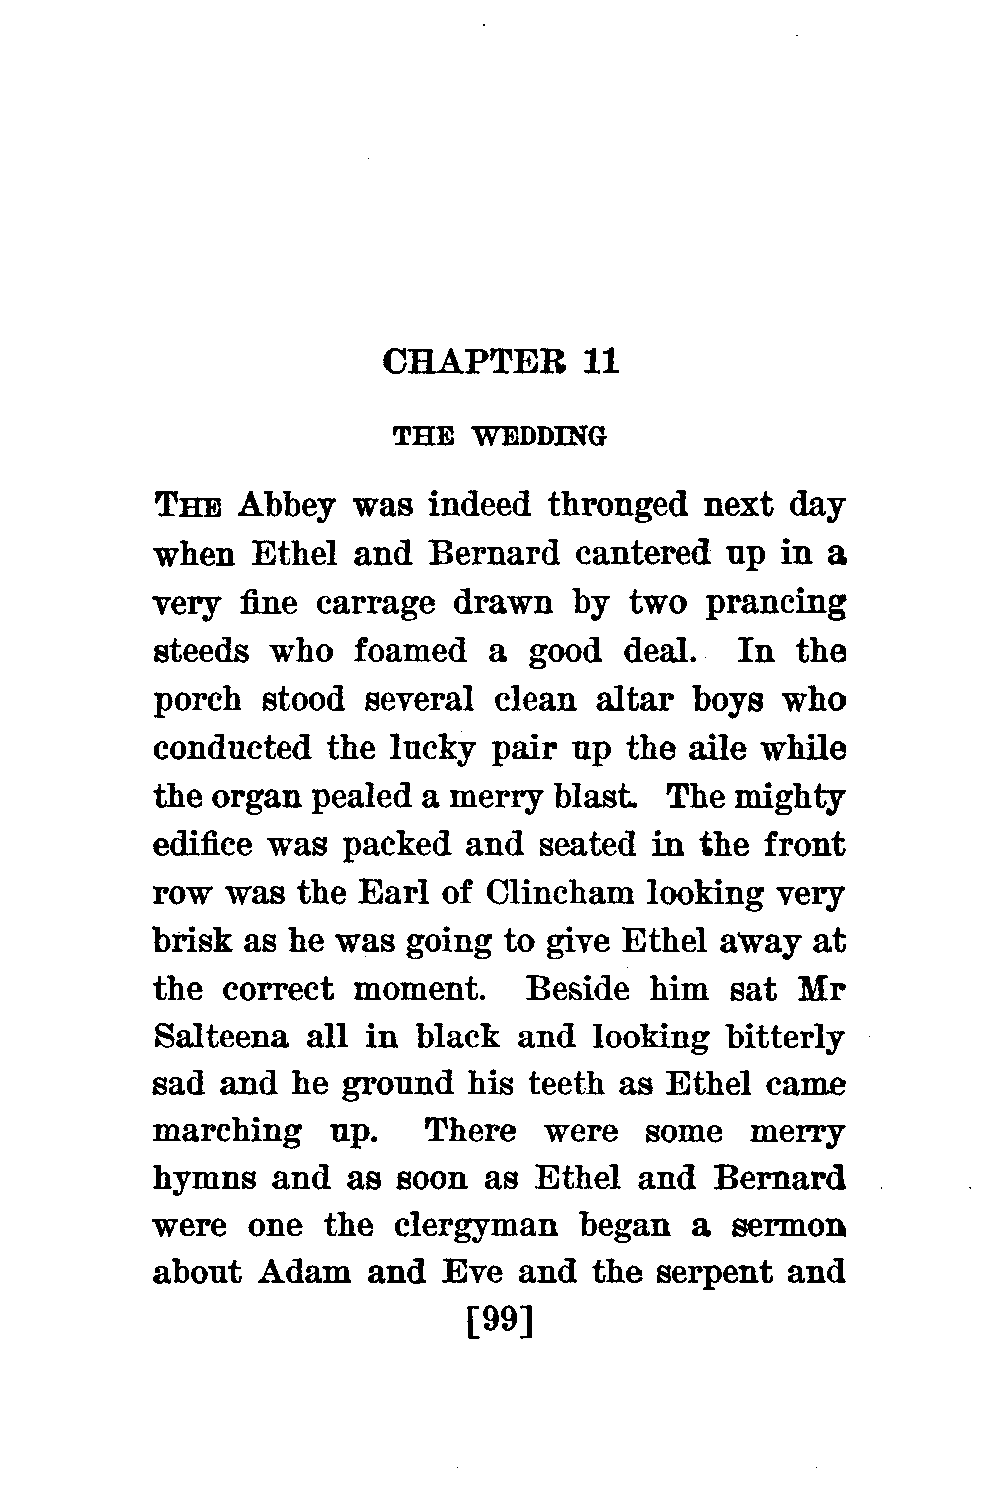 CHAPTER 11
THE WEDDING
THE Abbey was indeed thronged next day
when Ethel and Bernard cantered up in a
very fine carrage drawn by two prancing
steeds who foamed a good deal. In the
porch stood several clean altar boys who
conducted the lucky pair up the aile while
the organ pealed a merry blast. The mighty
edifice was packed and seated in the front
row was the Earl of Clincham looking very
brisk as he was going to give Ethel away at
the correct moment. Beside him sat Mr
Salteena all in black and looking bitterly
sad and he ground his teeth as Ethel came
marching up. There were some merry
hymns and as soon as Ethel and Bernard
were one the clergyman began a sermon
about Adam and Eve and the serpent and
[99]